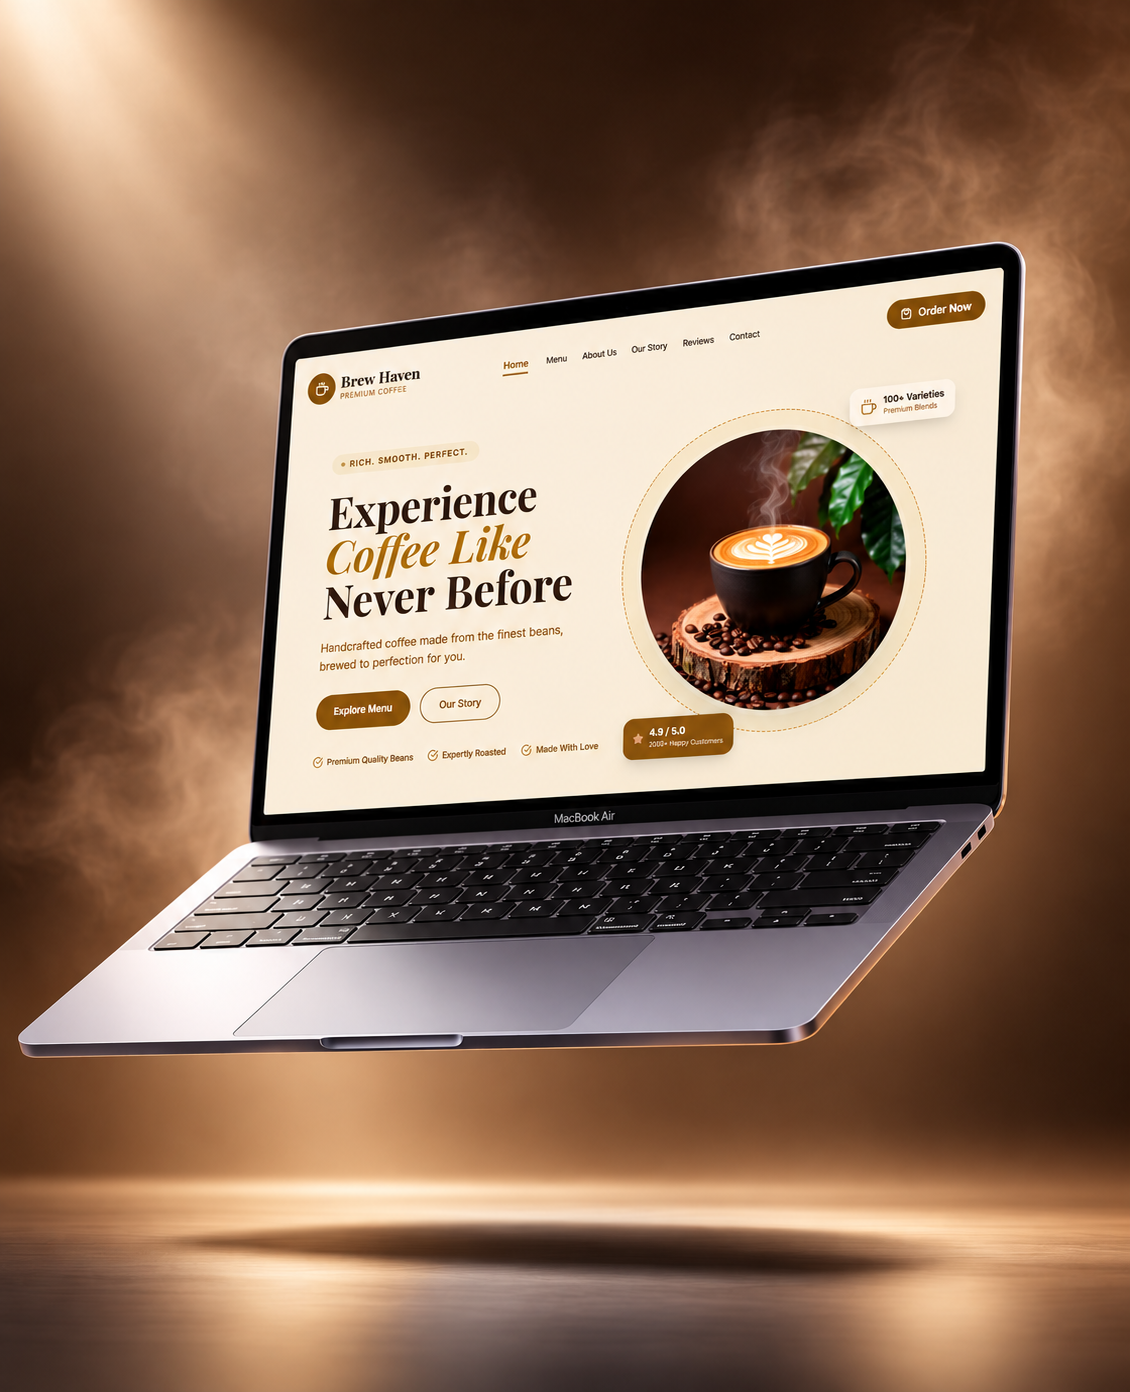 Brew Haven
PREMIUM COFFEE
Home Menu About Us Our Story Reviews Contact
Order Now
100+ Varieties
Premium Blends
RICH. SMOOTH. PERFECT.
Experience
Coffee Like
Never Before
Handcrafted coffee made from the finest beans,
brewed to perfection for you.
Explore Menu
Our Story
Premium Quality Beans
Expertly Roasted
Made With Love
4.9 / 5.0
2000+ Happy Customers
MacBook Air